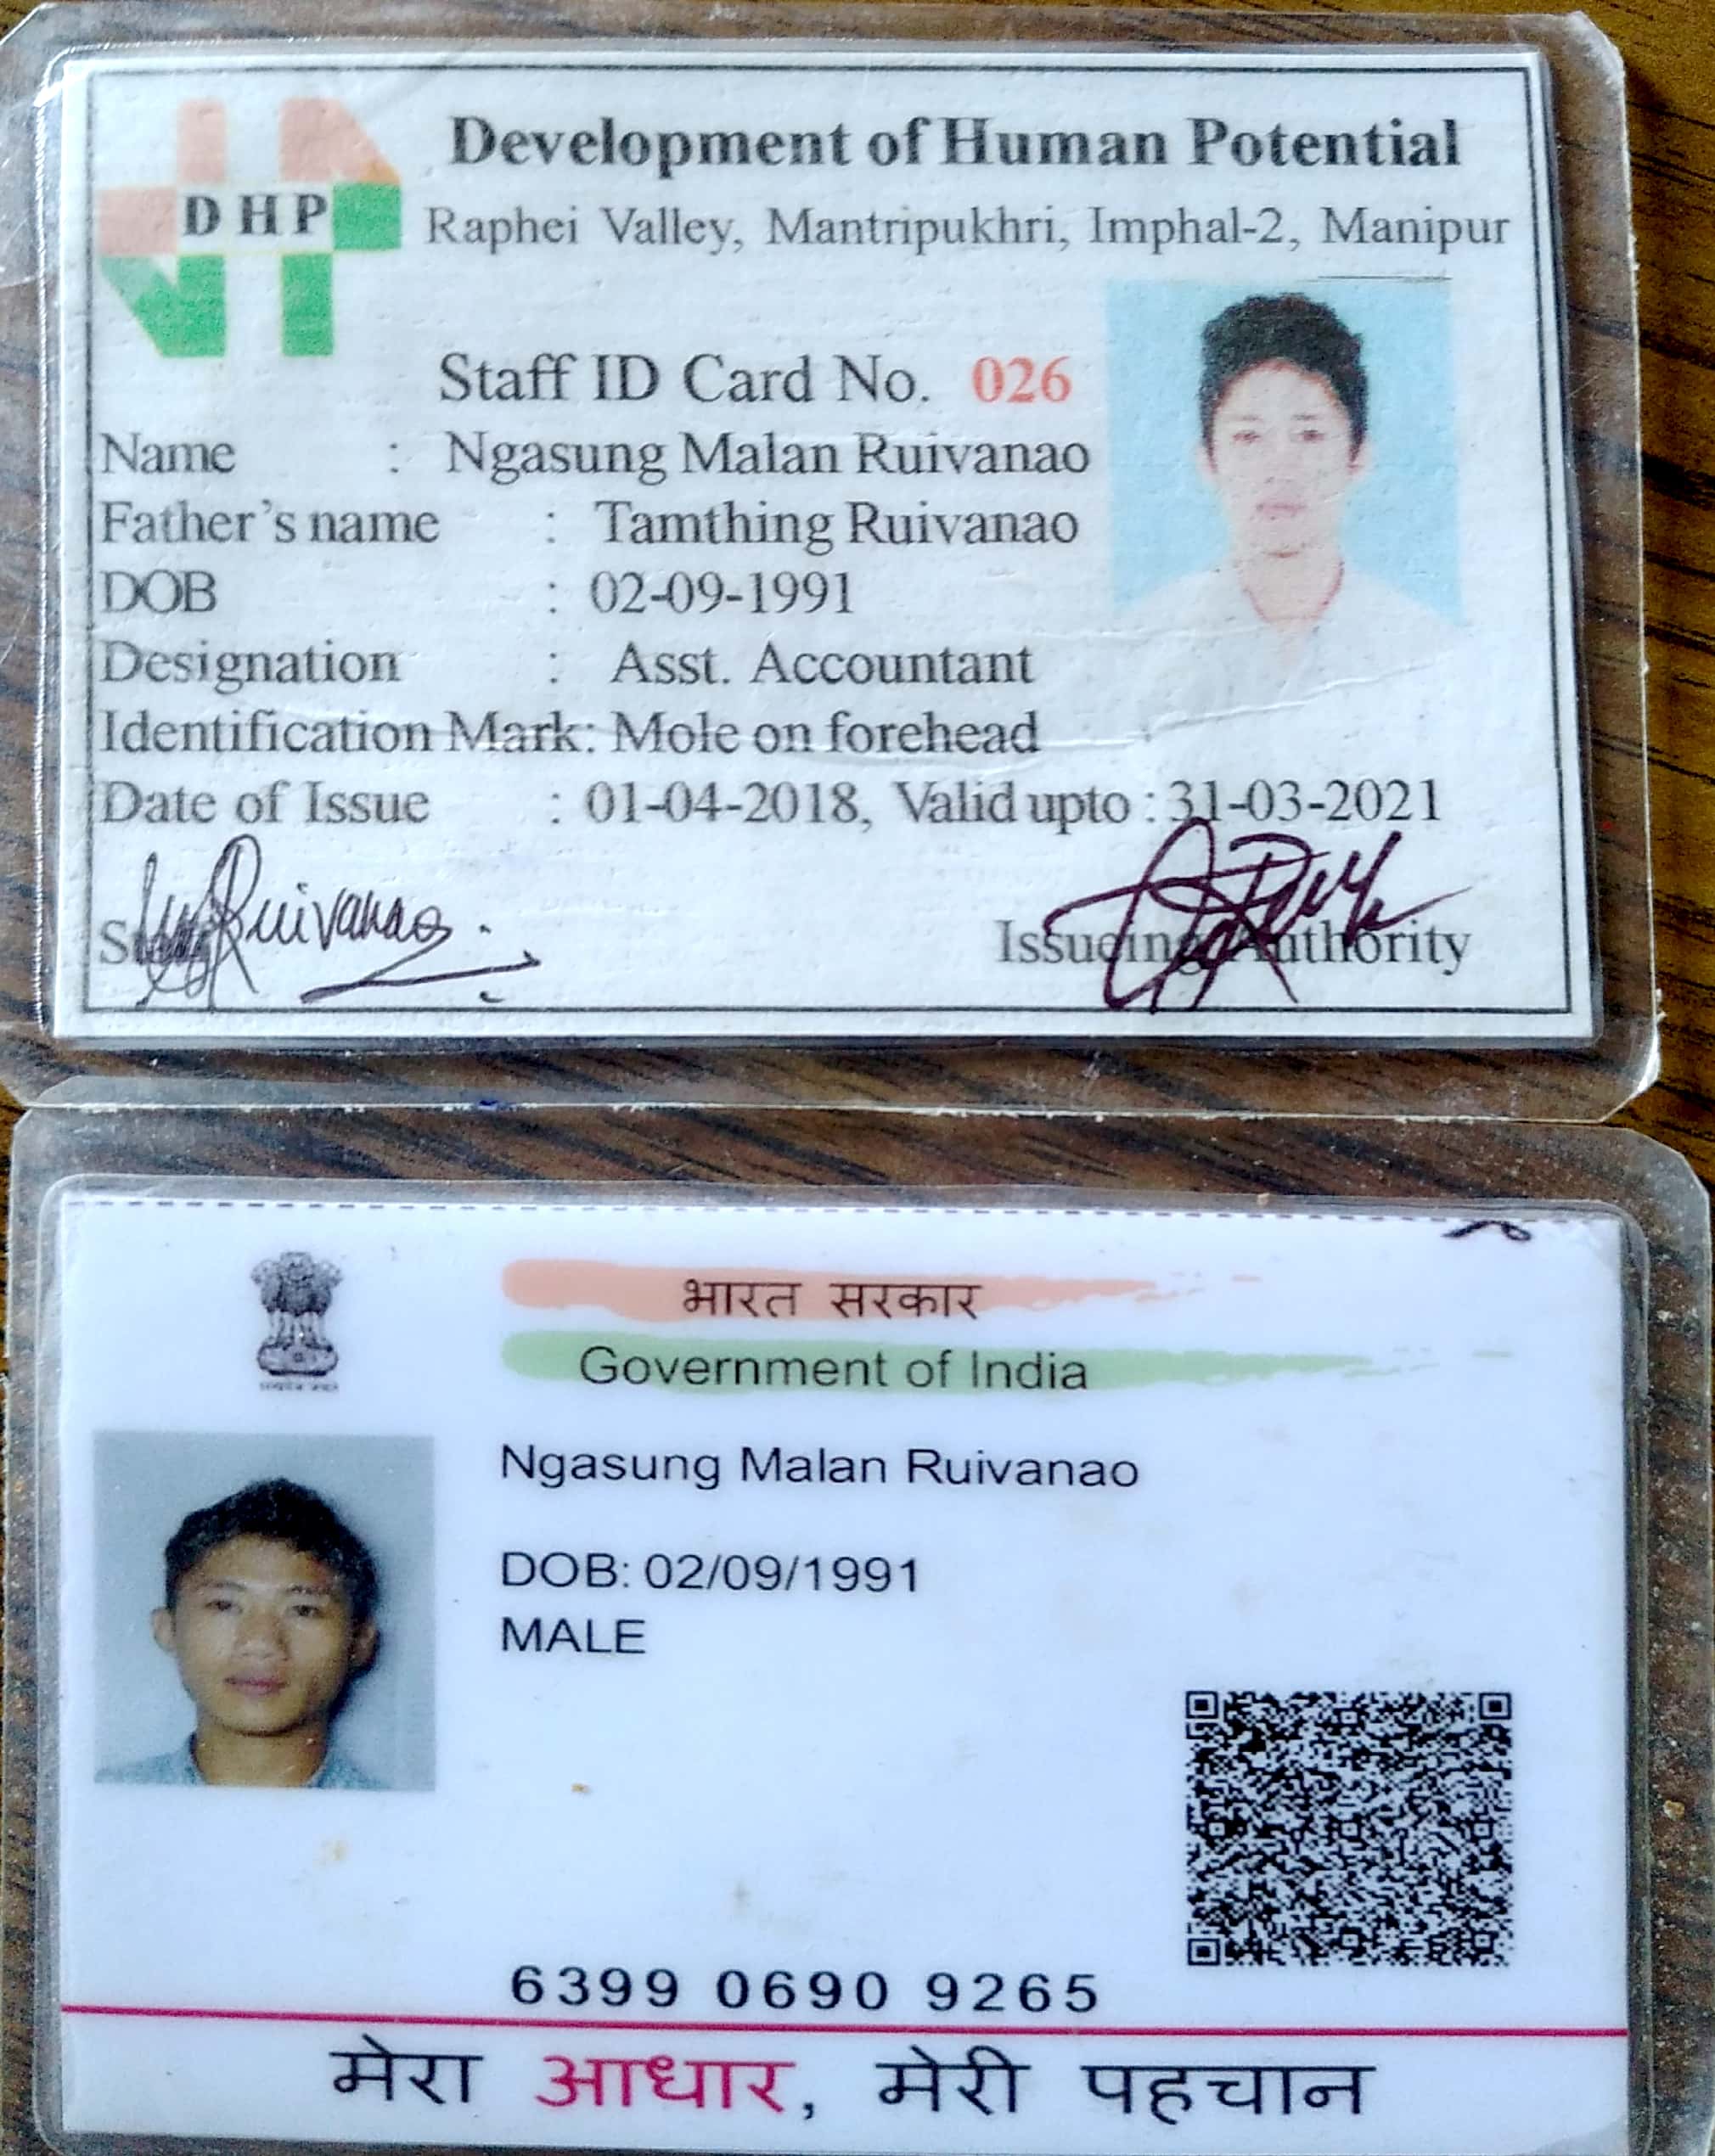 DHP
Development of Human Potential
Raphei Valley, Mantripukhri, Imphal-2, Manipur
Staff ID Card No. 026
Name : Ngasung Malan Ruivanao
Father's name : Tamthing Ruivanao
DOB : 02-09-1991
Designation : Asst. Accountant
Identification Mark: Mole on forehead
Date of Issue : 01-04-2018, Valid upto : 31-03-2021
Ruivanao
Issueing Authority
भारत सरकार
Government of India
Ngasung Malan Ruivanao
DOB: 02/09/1991
MALE
6399 0690 9265
मेरा आधार, मेरी पहचान